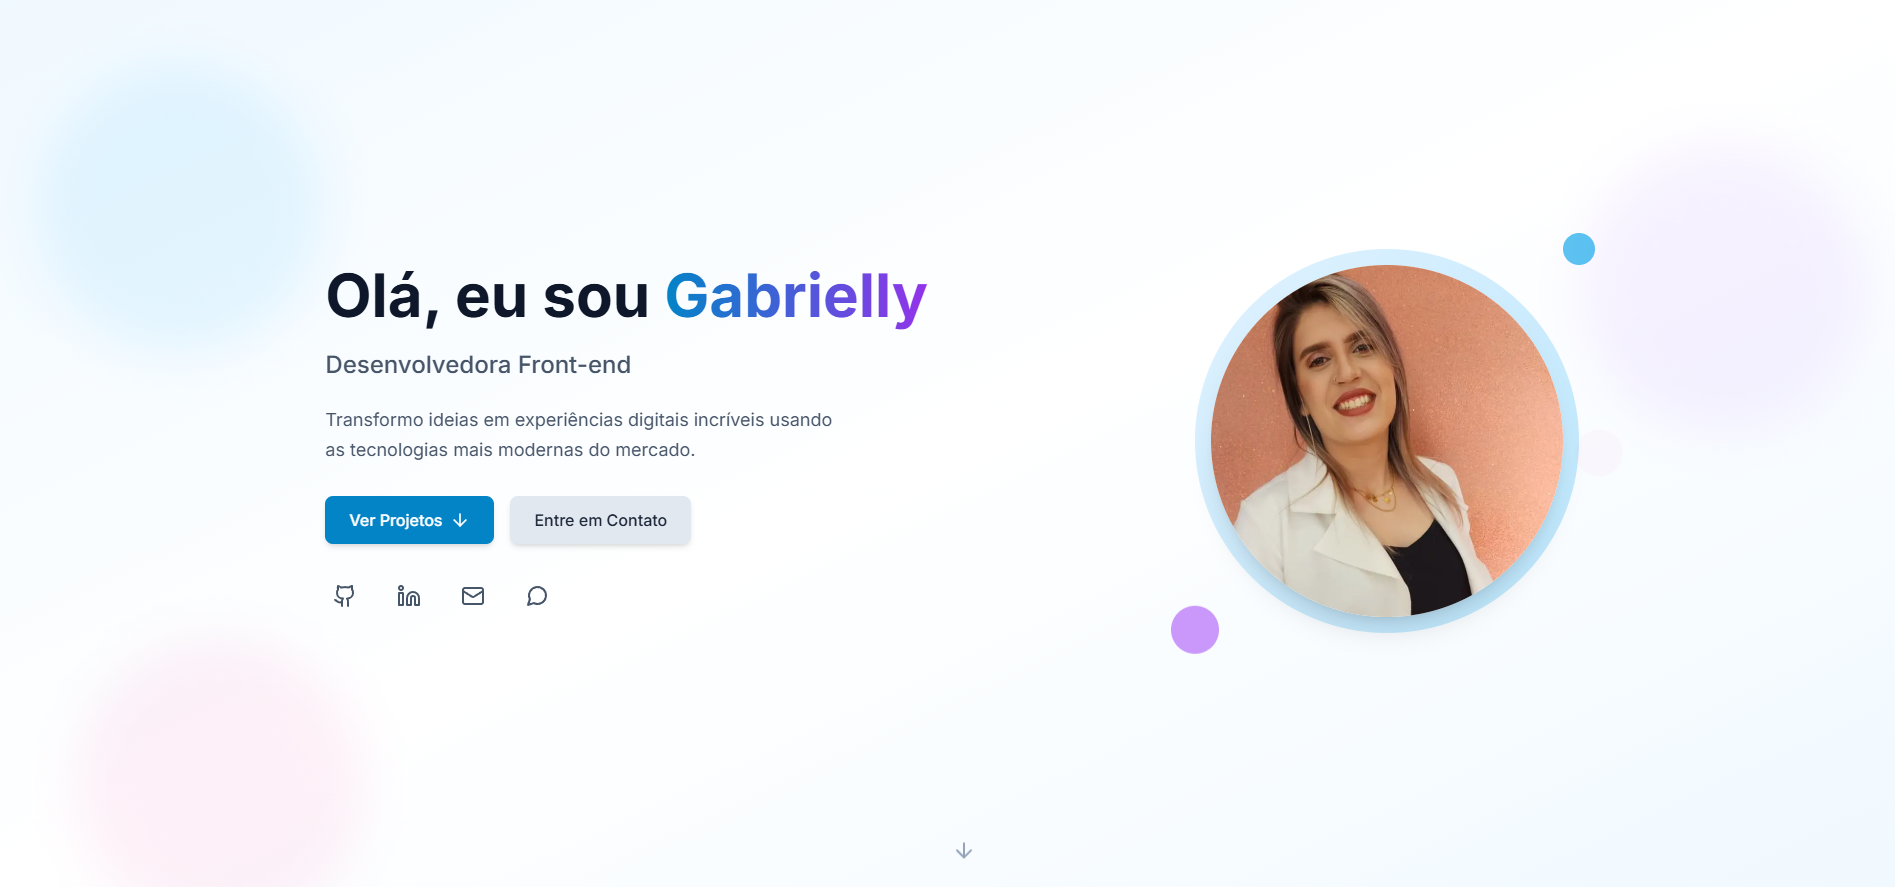 Olá, eu sou Gabrielly
Desenvolvedora Front-end
Transformo ideias em experiências digitais incríveis usando
as tecnologias mais modernas do mercado.
Ver Projetos
Entre em Contato